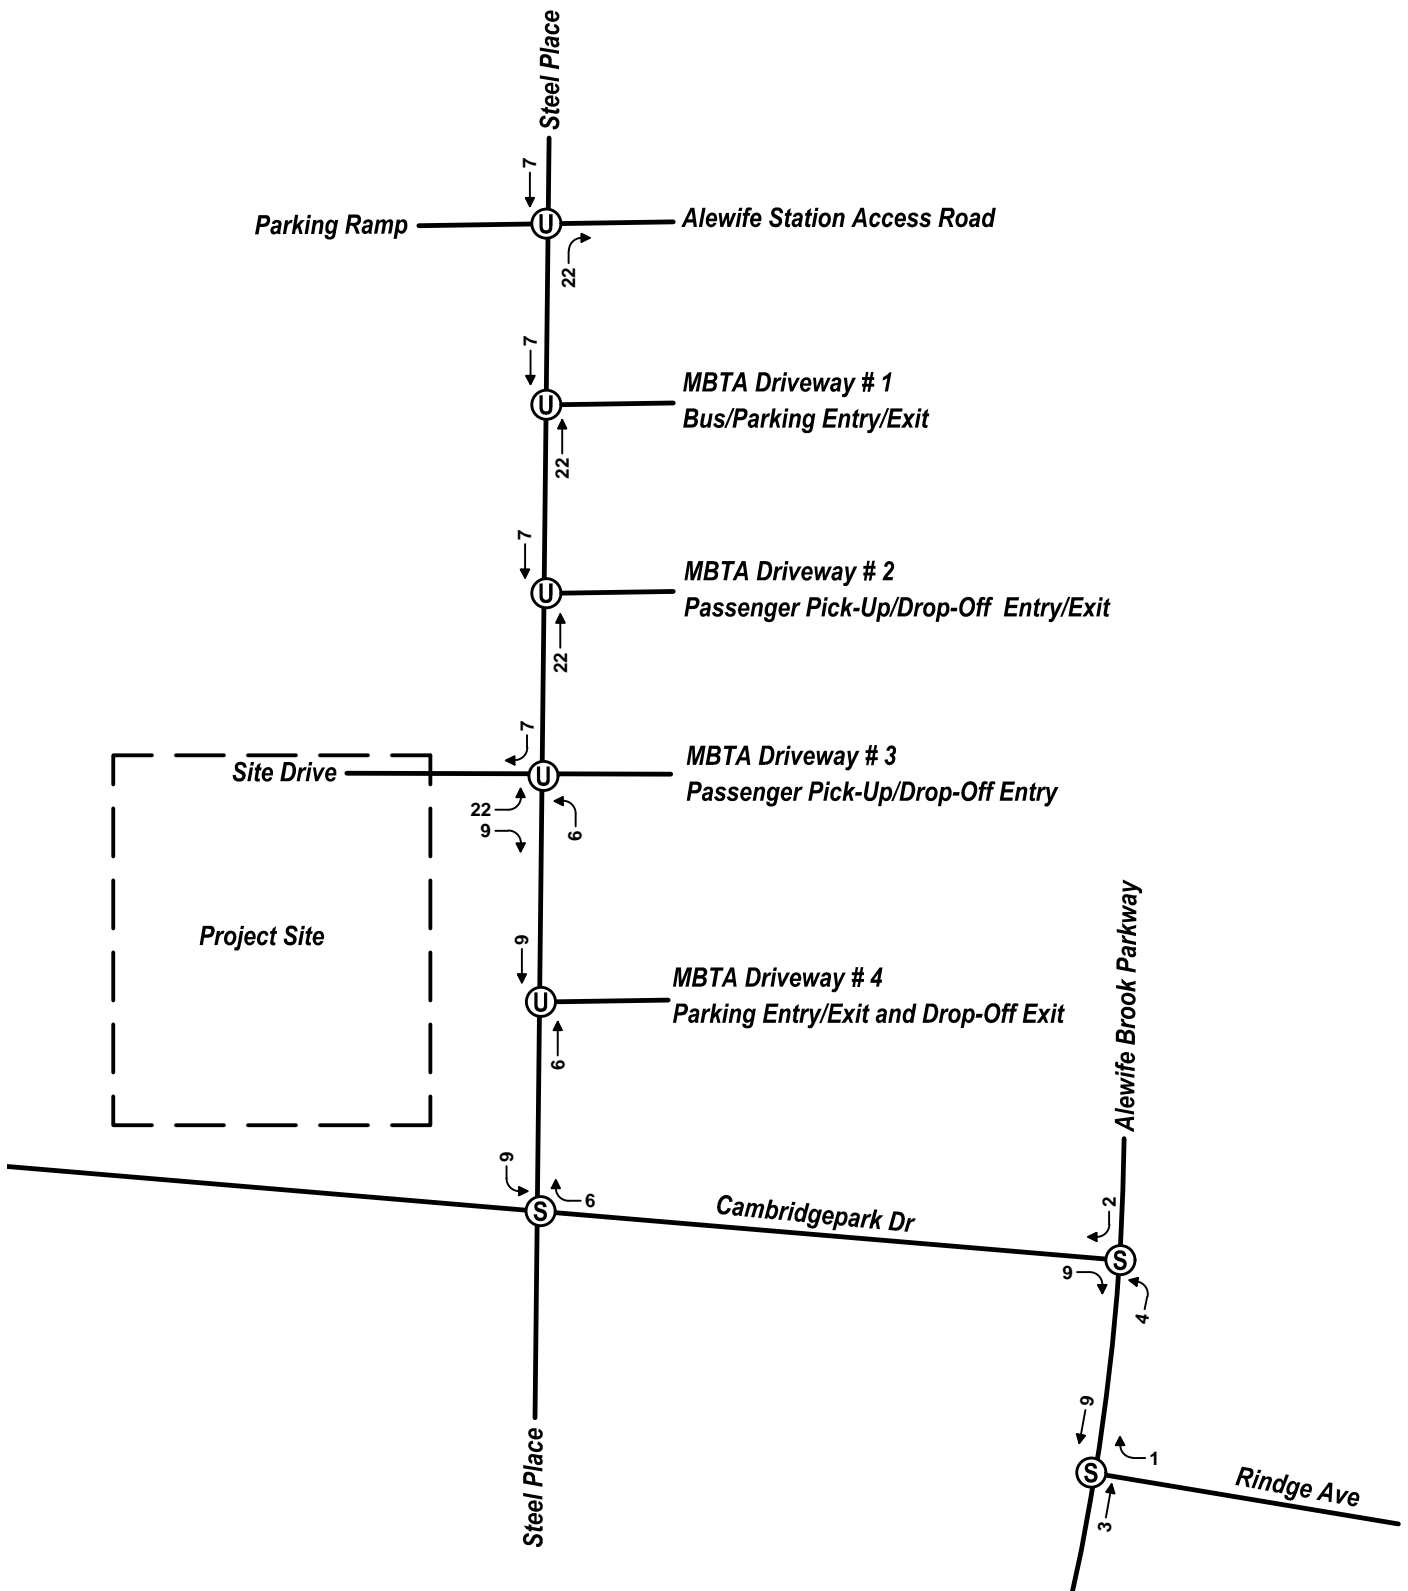 Steel Place
7
Parking Ramp
U
Alewife Station Access Road
22
7
MBTA Driveway # 1
U
Bus/Parking Entry/Exit
22
7
MBTA Driveway # 2
U
Passenger Pick-Up/Drop-Off Entry/Exit
22
7
MBTA Driveway # 3
Site Drive
U
Passenger Pick-Up/Drop-Off Entry
22
9
6
Project Site
9
MBTA Driveway # 4
U
Parking Entry/Exit and Drop-Off Exit
6
Alewife Brook Parkway
9
6
S
Cambridgepark Dr
2
S
9
4
9
1
S
Rindge Ave
3
Steel Place